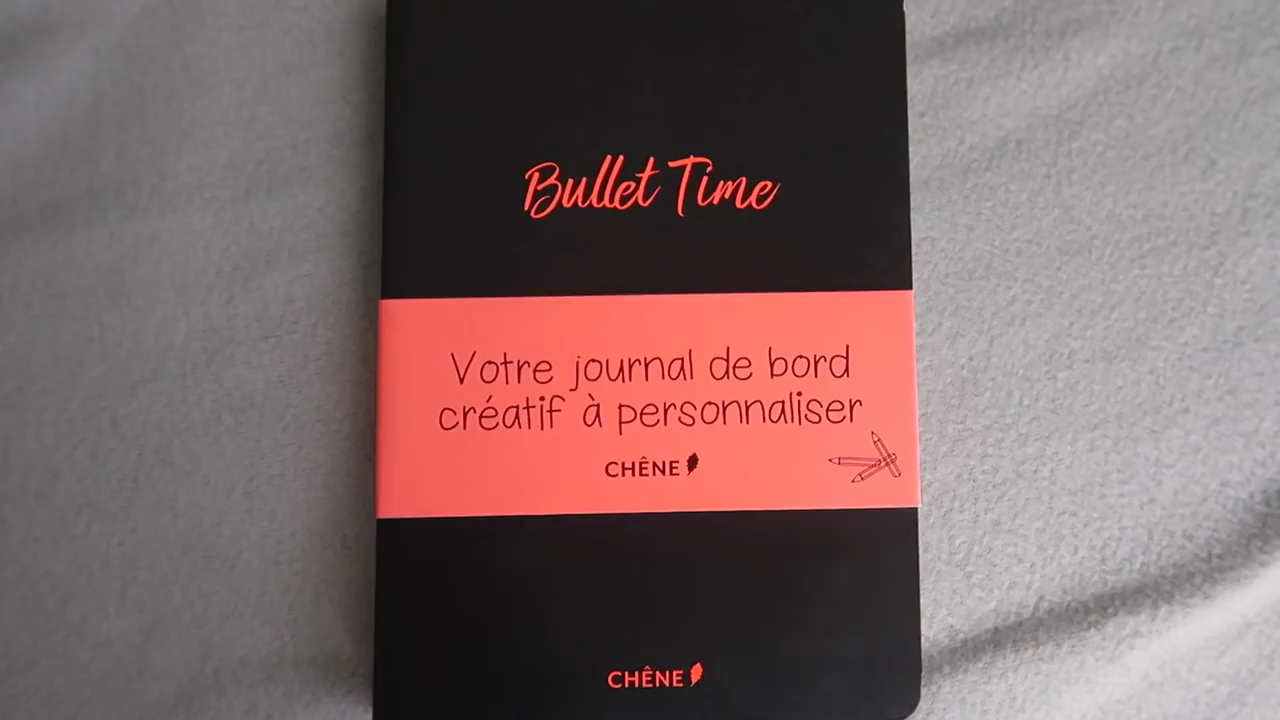 Bullet Time
Votre journal de bord
créatif à personnaliser
CHÊNE
CHÊNE